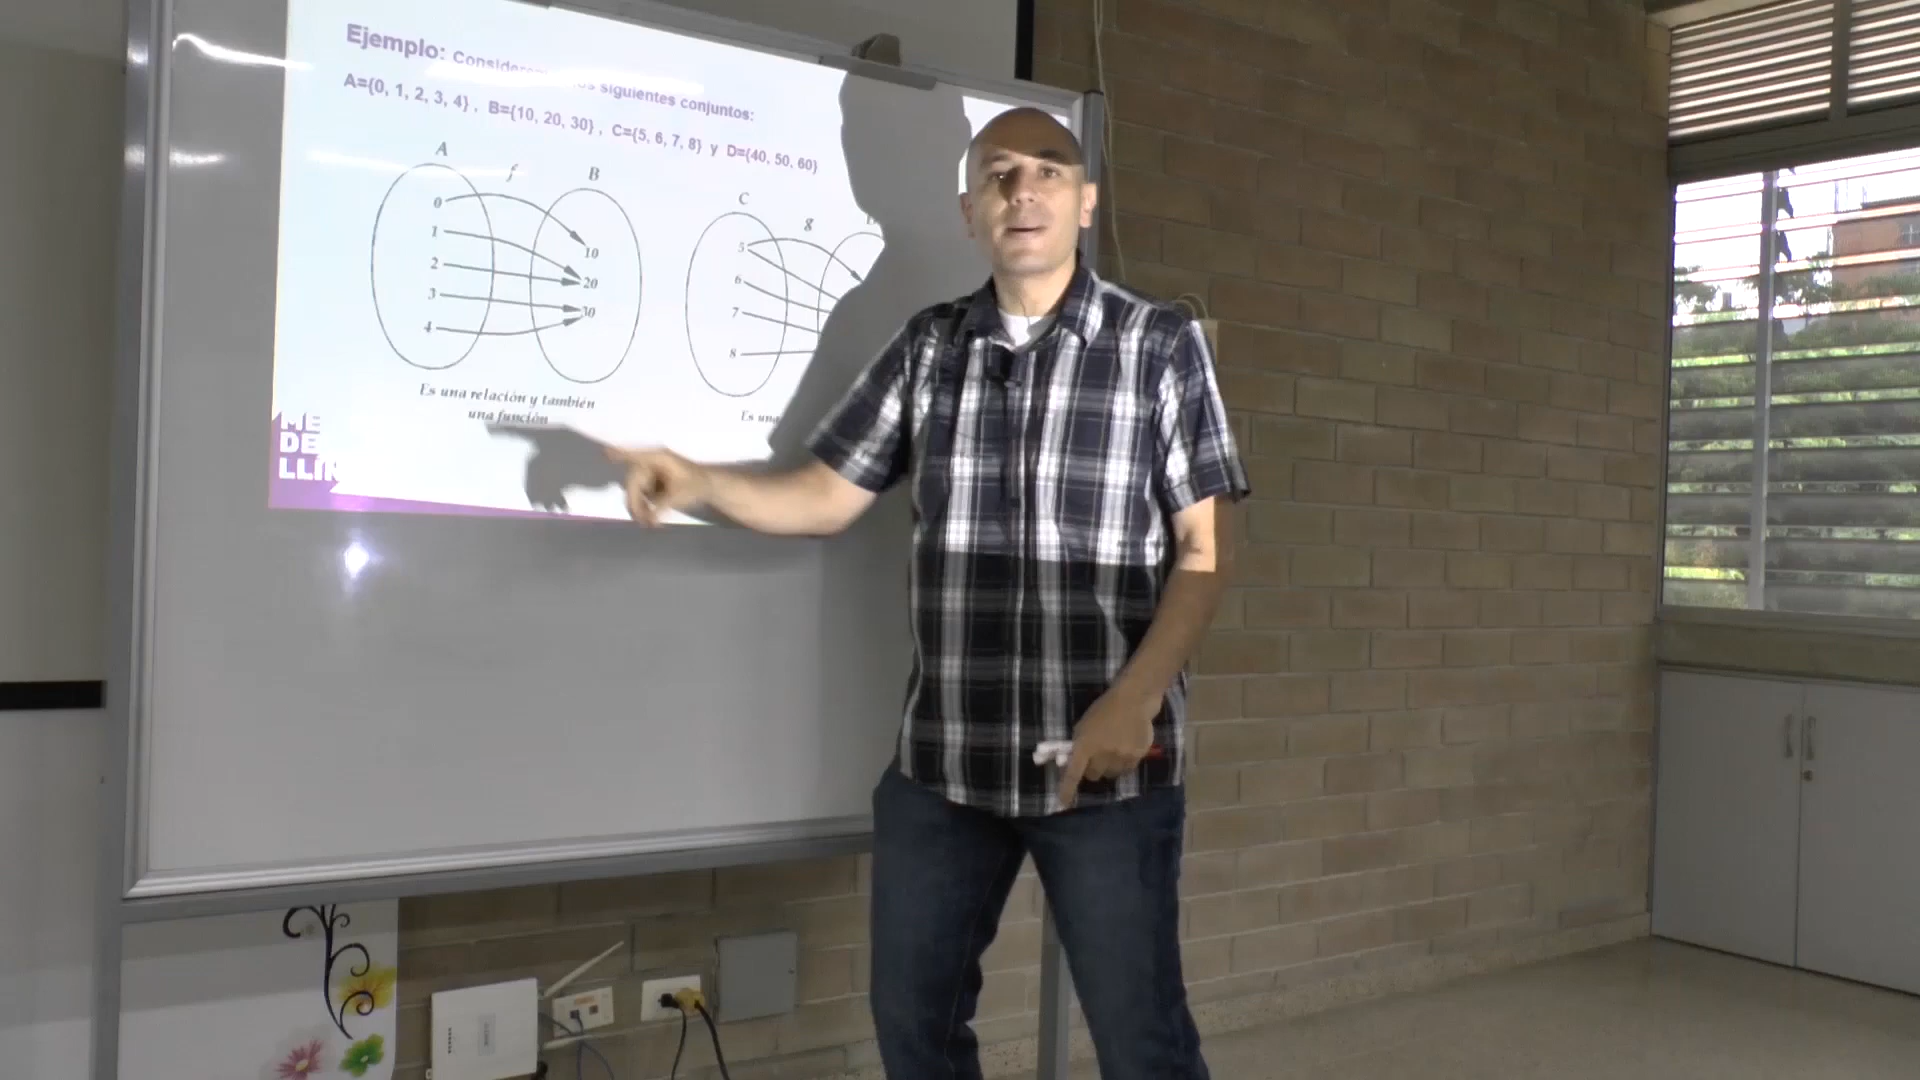 Ejemplo: siguientes conjuntos:
A={0, 1, 2, 3, 4} , B={10, 20, 30} , C={5, 6, 7, 8} y D={40, 50, 60}
A f B
0
1
2
3
4
10
20
30
Es una relación y también
una función
C g
5
6
7
8
Es una
ME
DE
LLÍN